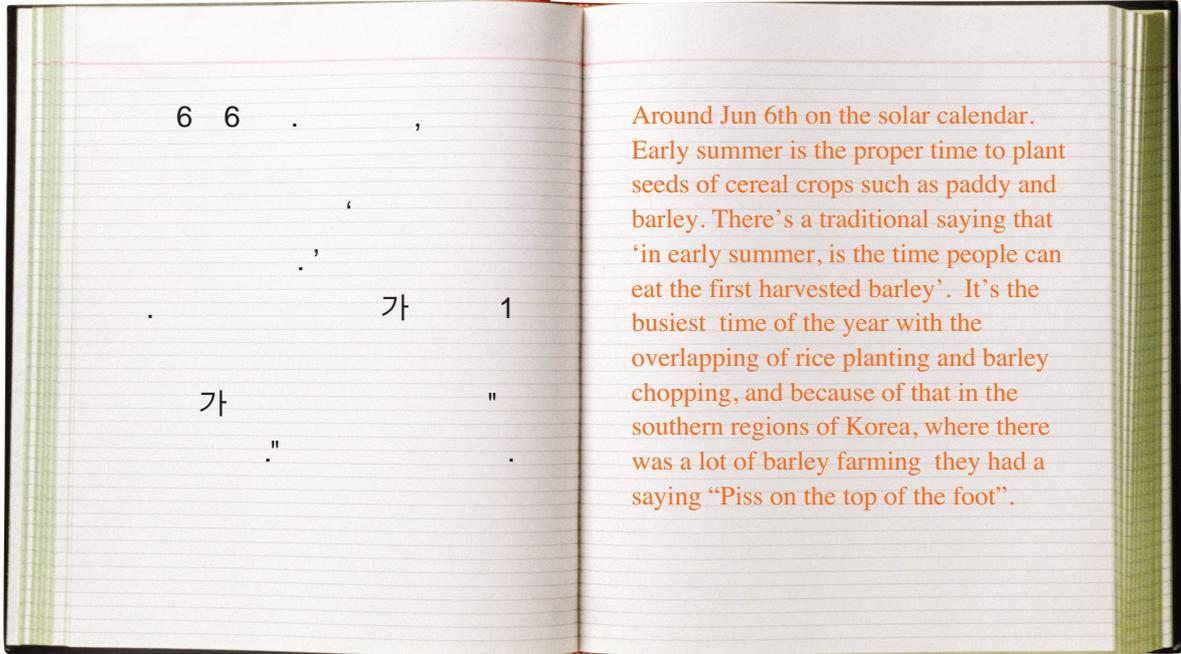 6 6 . ,
‘
. ’
. 가 1
가 "
." .
Around Jun 6th on the solar calendar.
Early summer is the proper time to plant
seeds of cereal crops such as paddy and
barley. There’s a traditional saying that
‘in early summer, is the time people can
eat the first harvested barley’.  It’s the
busiest  time of the year with the
overlapping of rice planting and barley
chopping, and because of that in the
southern regions of Korea, where there
was a lot of barley farming  they had a
saying “Piss on the top of the foot”.